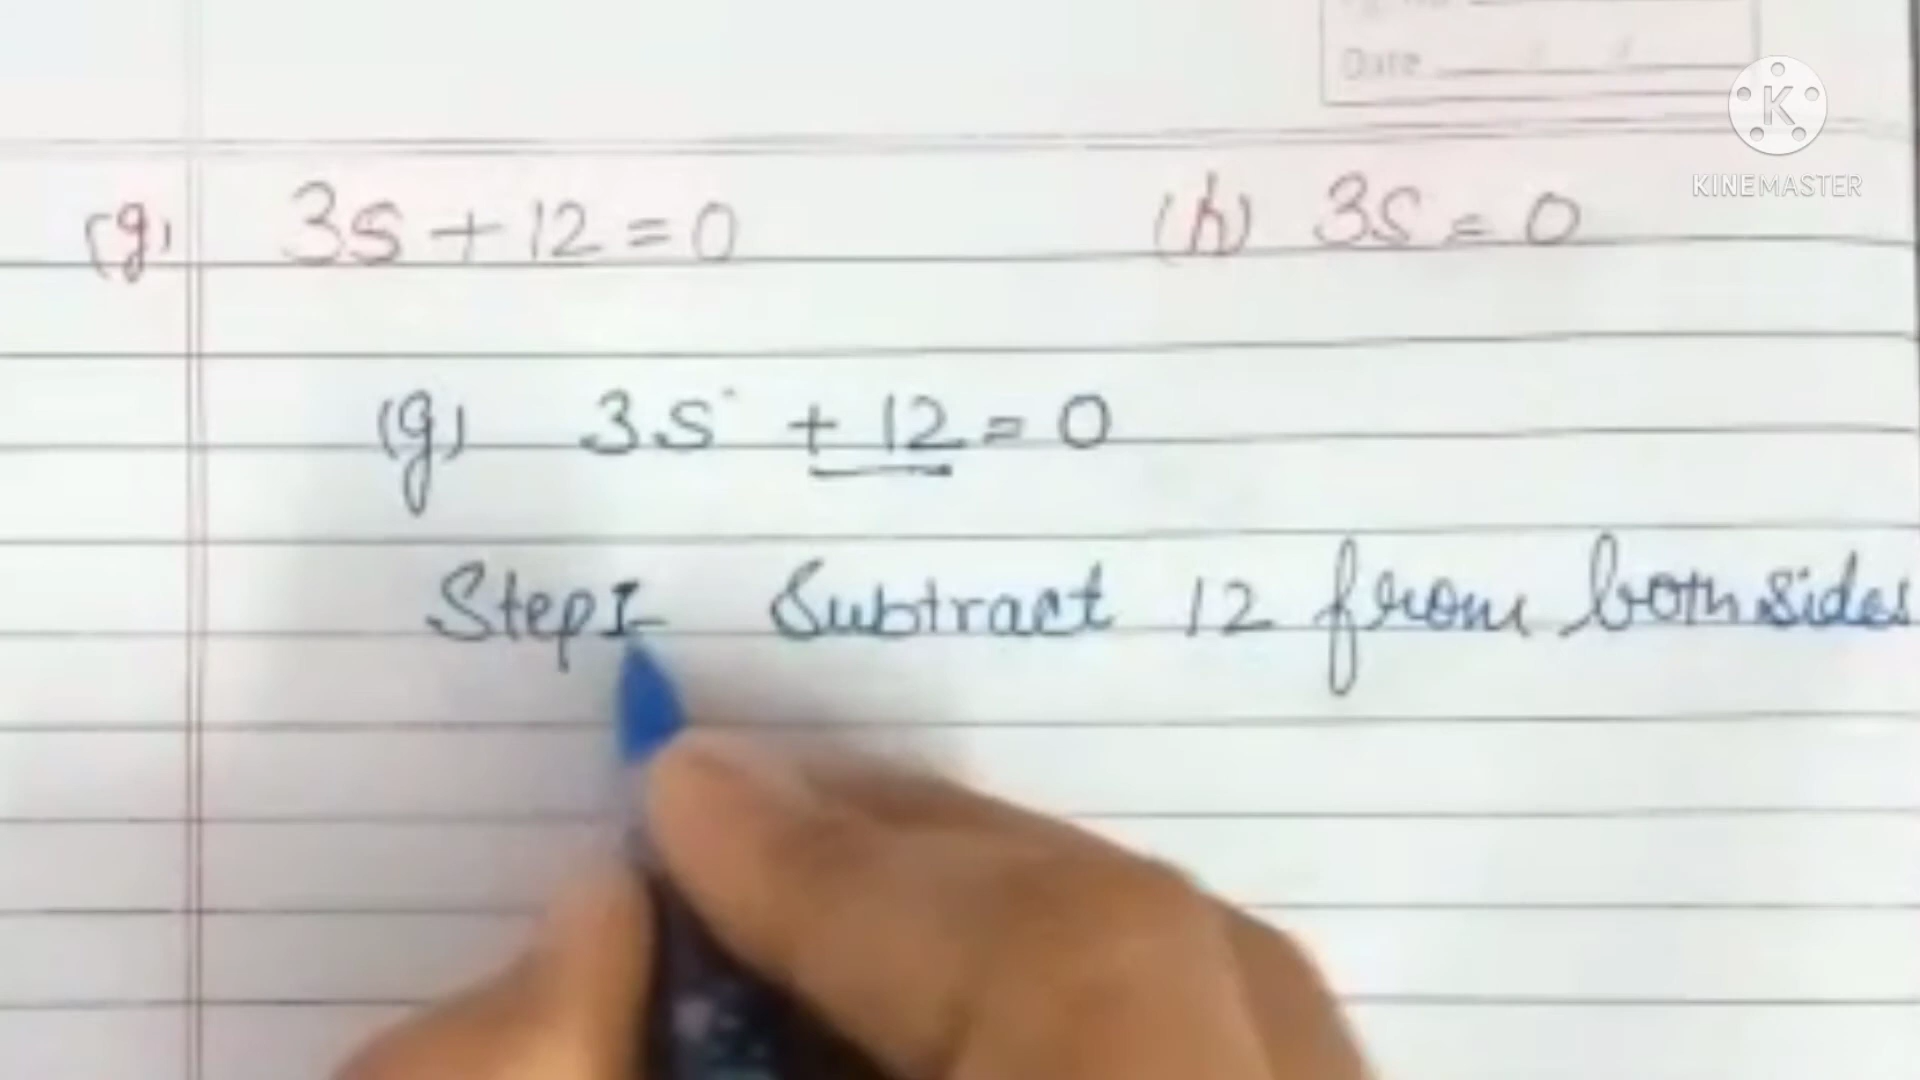 Date
KINEMASTER
(g) 3s + 12 = 0 (h) 3s = 0
(g) 3s + 12 = 0
Step I Subtract 12 from both sides